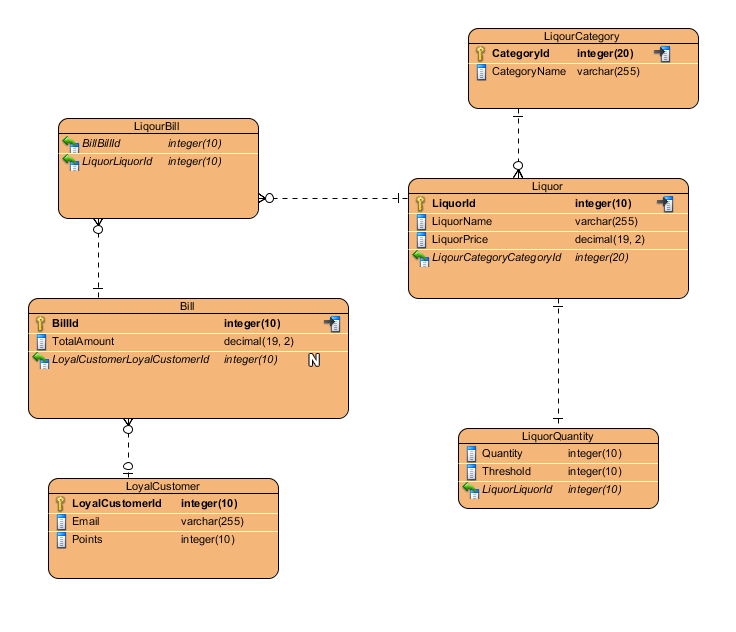 LiqourCategory
CategoryId integer(20)
CategoryName varchar(255)
LiqourBill
BillBillId integer(10)
LiquorLiquorId integer(10)
Liquor
LiquorId integer(10)
LiquorName varchar(255)
LiquorPrice decimal(19, 2)
LiqourCategoryCategoryId integer(20)
Bill
BillId integer(10)
TotalAmount decimal(19, 2)
LoyalCustomerLoyalCustomerId integer(10) N
LiquorQuantity
Quantity integer(10)
Threshold integer(10)
LiquorLiquorId integer(10)
LoyalCustomer
LoyalCustomerId integer(10)
Email varchar(255)
Points integer(10)